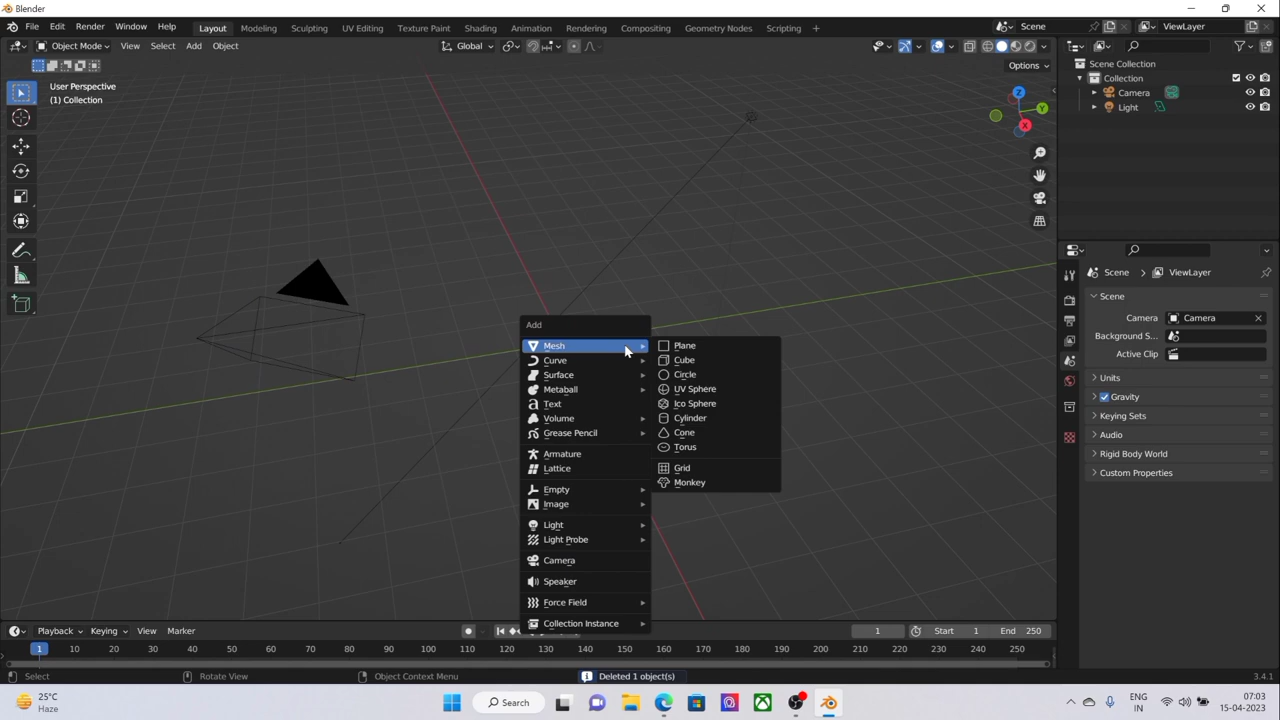 Blender
File Edit Render Window Help Layout Modeling Sculpting UV Editing Texture Paint Shading Animation Rendering Compositing Geometry Nodes Scripting + Scene ViewLayer
Object Mode View Select Add Object Global
Options
User Perspective
(1) Collection
Z
Y
X
Scene Collection
Collection
Camera
Light
Scene > ViewLayer
Scene
Camera Camera
Background S...
Active Clip
Units
Gravity
Keying Sets
Audio
Rigid Body World
Custom Properties
Add
Mesh
Curve
Surface
Metaball
Text
Volume
Grease Pencil
Armature
Lattice
Empty
Image
Light
Light Probe
Camera
Speaker
Force Field
Collection Instance
Plane
Cube
Circle
UV Sphere
Ico Sphere
Cylinder
Cone
Torus
Grid
Monkey
Playback Keying View Marker 1 Start 1 End 250
1 10 20 30 40 50 60 70 80 90 100 110 120 130 140 150 160 170 180 190 200 210 220 230 240 250
Select Rotate View Object Context Menu Deleted 1 object(s) 3.4.1
25°C
Haze
Search
ENG
IN
07:03
15-04-2023